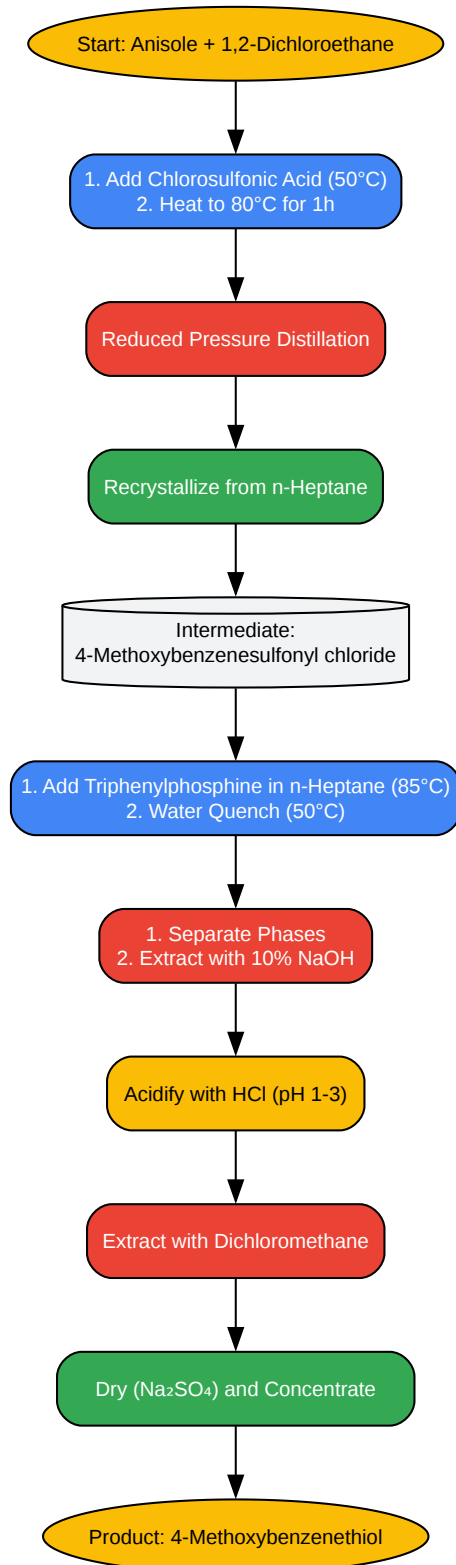 Start: Anisole + 1,2-Dichloroethane
1. Add Chlorosulfonic Acid (50°C)
2. Heat to 80°C for 1h
Reduced Pressure Distillation
Recrystallize from n-Heptane
Intermediate:
4-Methoxybenzenesulfonyl chloride
1. Add Triphenylphosphine in n-Heptane (85°C)
2. Water Quench (50°C)
1. Separate Phases
2. Extract with 10% NaOH
Acidify with HCl (pH 1-3)
Extract with Dichloromethane
Dry (Na₂SO₄) and Concentrate
Product: 4-Methoxybenzenethiol